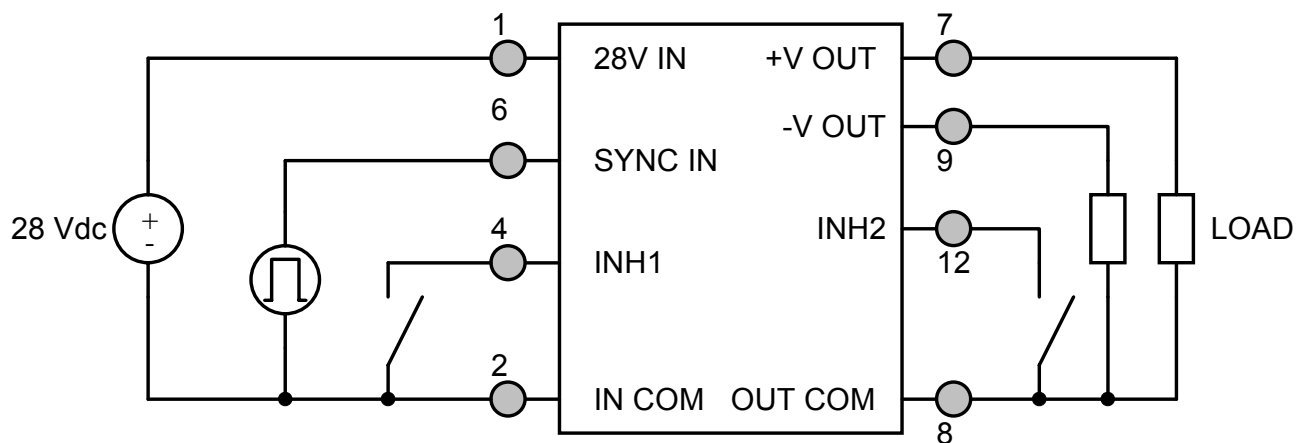 1
7
28V IN
+V OUT
6
-V OUT
9
SYNC IN
28 Vdc
+
-
4
INH2
LOAD
12
INH1
2
IN COM
OUT COM
8